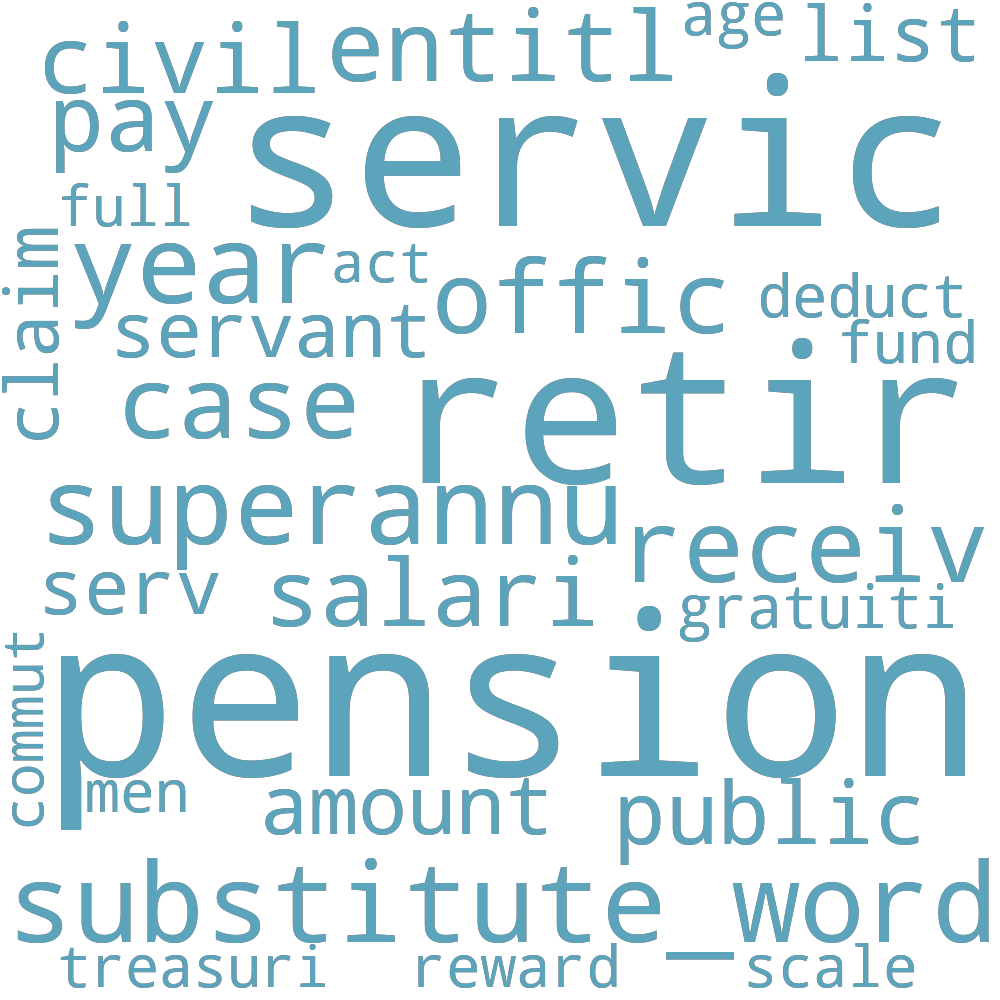 age
list
civil
entitl
pay
servic
full
claim
year
act
offic
deduct
servant
fund
case
retir
superannu
receiv
serv
salari
gratuiti
commut
pension
men
amount
public
substitute_word
treasuri
reward
scale